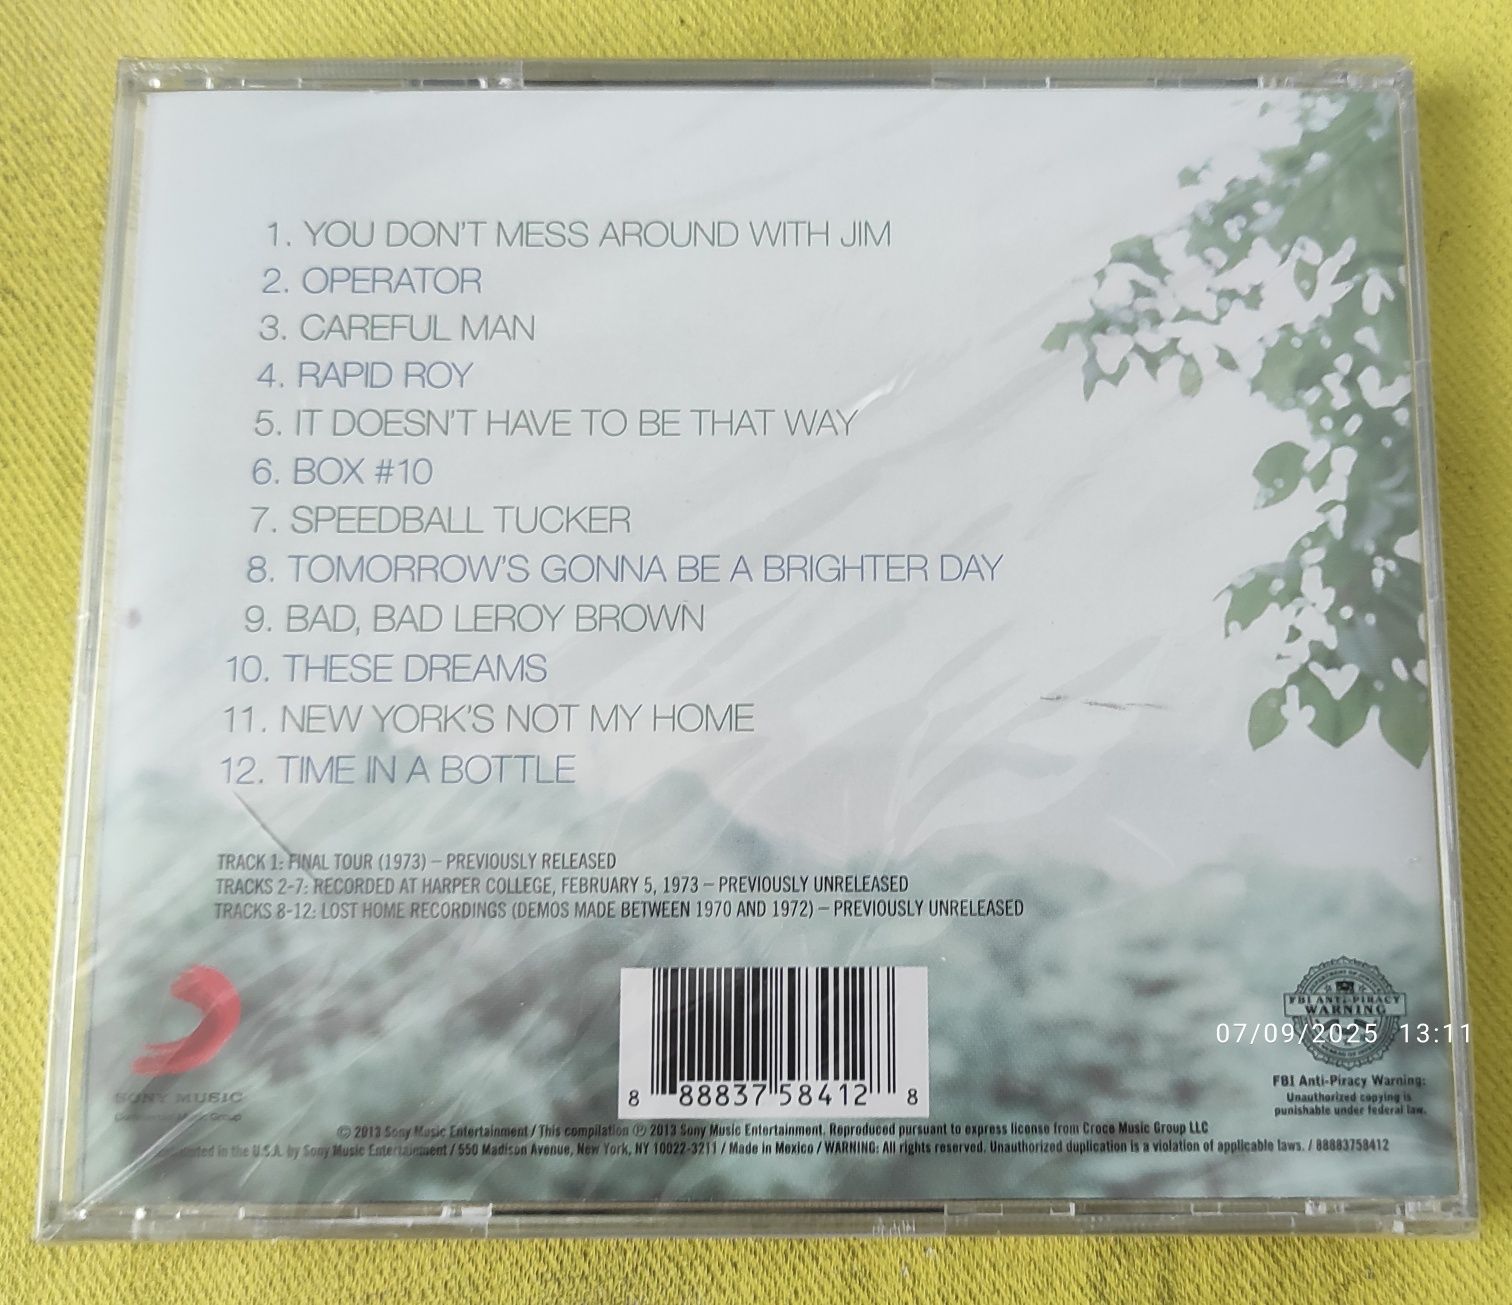 1. YOU DON'T MESS AROUND WITH JIM
2. OPERATOR
3. CAREFUL MAN
4. RAPID ROY
5. IT DOESN'T HAVE TO BE THAT WAY
6. BOX #10
7. SPEEDBALL TUCKER
8. TOMORROW'S GONNA BE A BRIGHTER DAY
9. BAD, BAD LEROY BROWN
10. THESE DREAMS
11. NEW YORK'S NOT MY HOME
12. TIME IN A BOTTLE
TRACK 1: FINAL TOUR (1973) – PREVIOUSLY RELEASED
TRACKS 2-7: RECORDED AT HARPER COLLEGE, FEBRUARY 5, 1973 – PREVIOUSLY UNRELEASED
TRACKS 8-12: LOST HOME RECORDINGS (DEMOS MADE BETWEEN 1970 AND 1972) – PREVIOUSLY UNRELEASED
SONY MUSIC
Music Group
8 88837 58412 8
FBI ANTI-PIRACY
WARNING
07/09/2025 13:11
FBI Anti-Piracy Warning:
Unauthorized copying is
punishable under federal law.
© 2013 Sony Music Entertainment / This compilation ℗ 2013 Sony Music Entertainment. Reproduced pursuant to express license from Croce Music Group LLC
in the U.S.A. by Sony Music Entertainment / 550 Madison Avenue, New York, NY 10022-3211 / Made in Mexico / WARNING: All rights reserved. Unauthorized duplication is a violation of applicable laws. / 88883758412